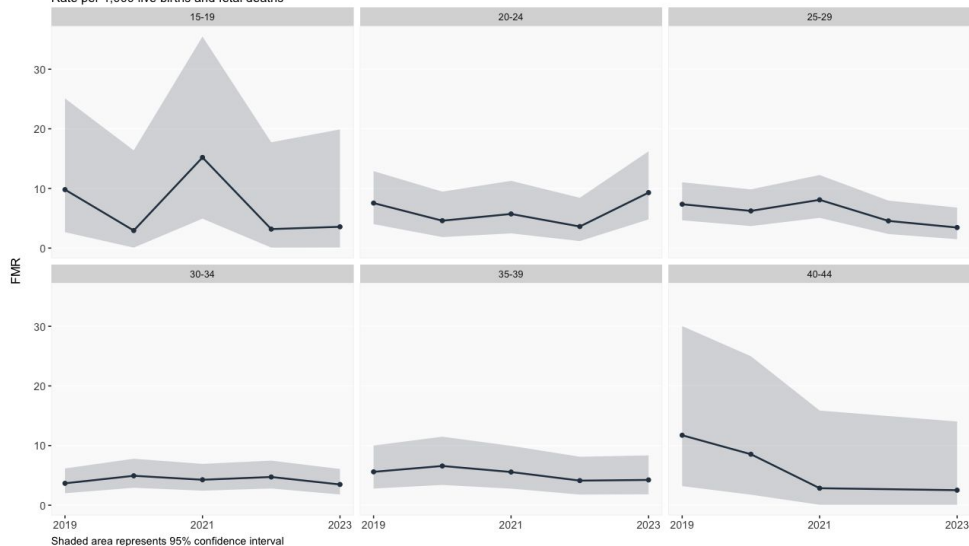 Rate per 1,000 live births and fetal deaths
15-19 20-24 25-29
30
20
10
0
FMR
30-34 35-39 40-44
30
20
10
0
2019 2021 2023 2019 2021 2023 2019 2021 2023
Shaded area represents 95% confidence interval